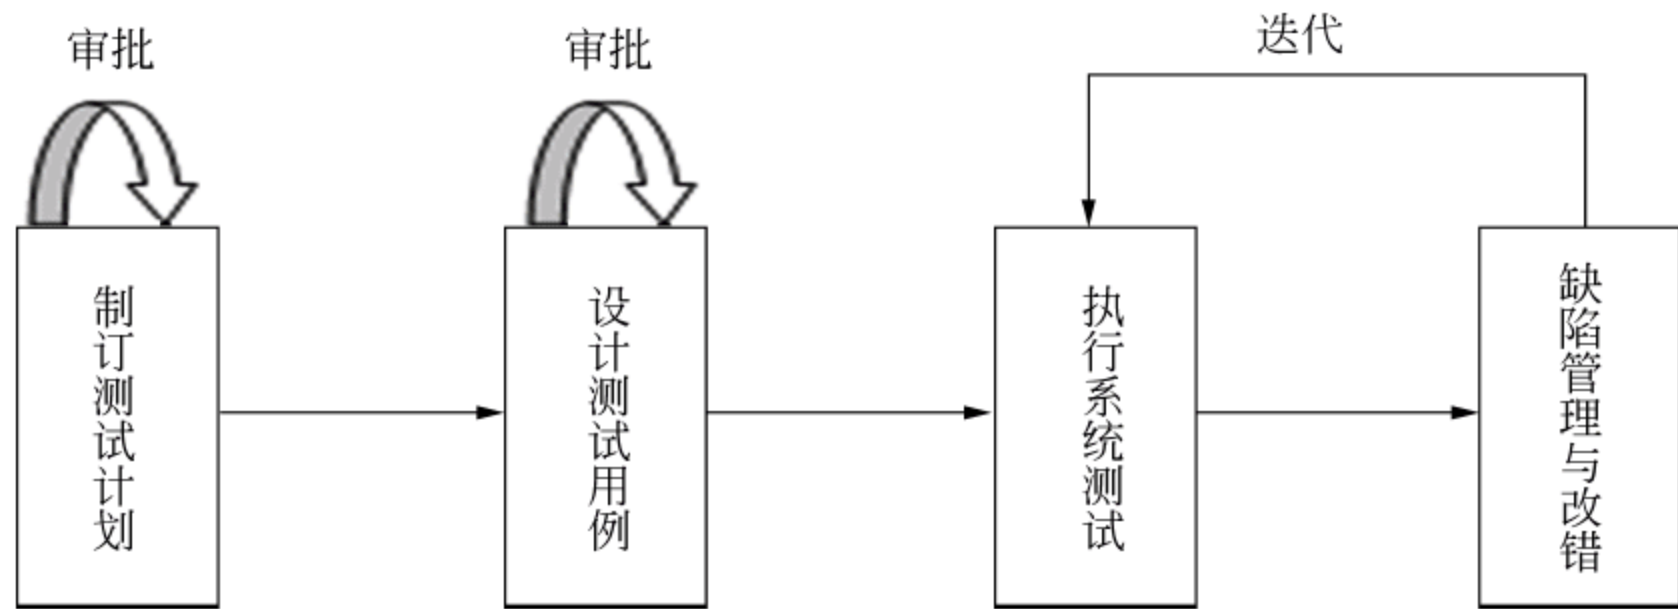 审批
审批
迭代
制订测试计划
设计测试用例
执行系统测试
缺陷管理与改错